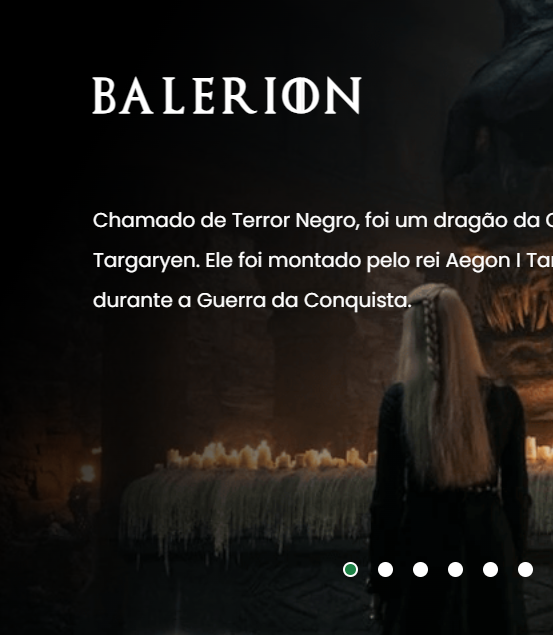 BALERION
Chamado de Terror Negro, foi um dragão da
Targaryen. Ele foi montado pelo rei Aegon I
durante a Guerra da Conquista.